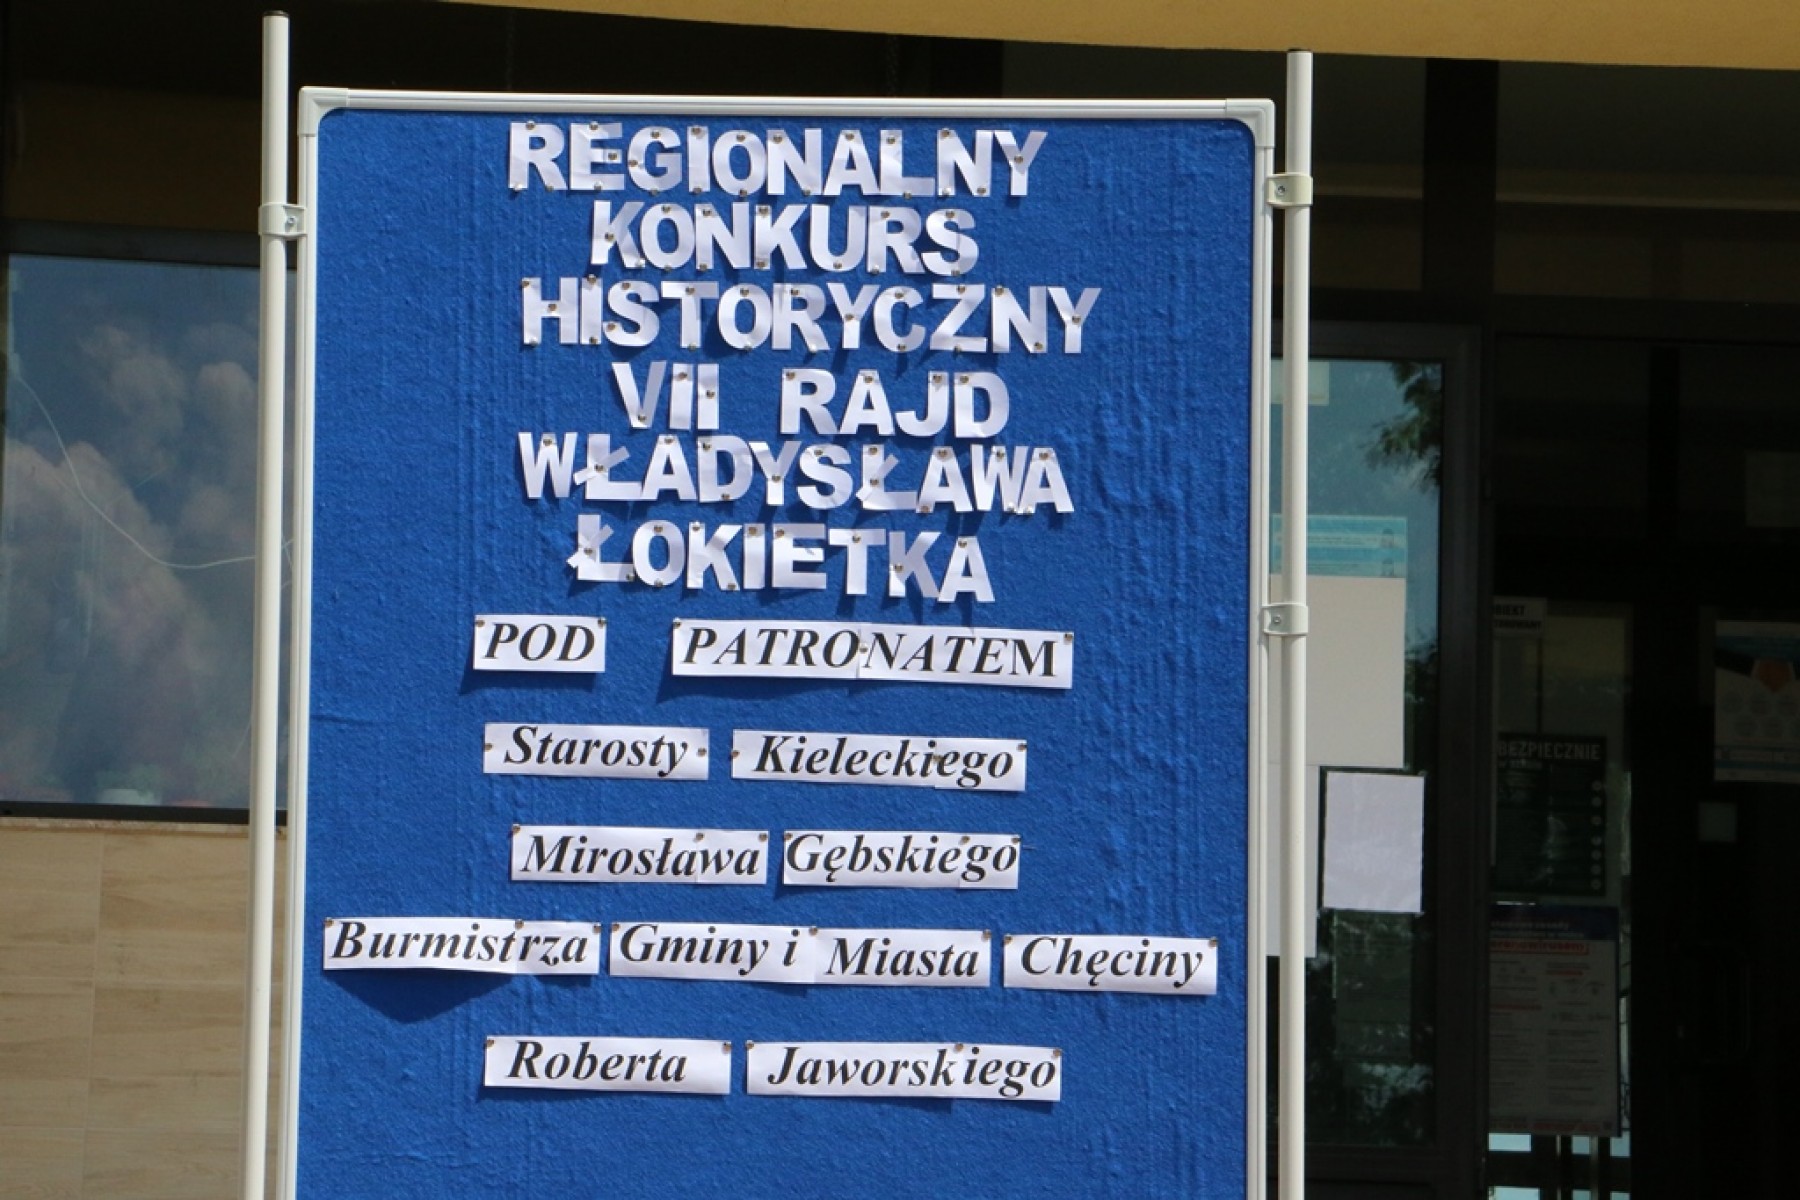 REGIONALNY
KONKURS
HISTORYCZNY
VII RAJD
WŁADYSŁAWA
ŁOKIETKA
POD PATRONATEM
Starosty Kieleckiego
Mirosława Gębskiego
Burmistrza Gminy i Miasta Chęciny
Roberta Jaworskiego
BEZPIECZNIE